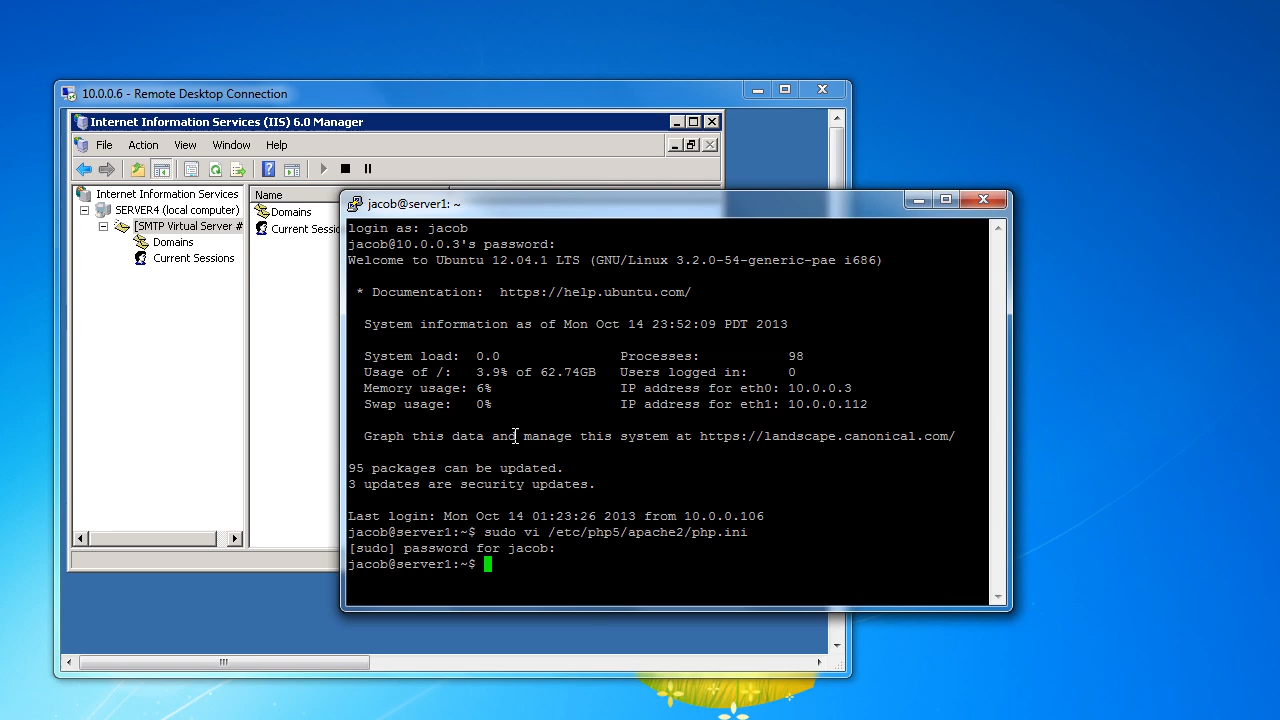 10.0.0.6 - Remote Desktop Connection
Internet Information Services (IIS) 6.0 Manager
File Action View Window Help
Internet Information Services
SERVER4 (local computer)
[SMTP Virtual Server #
Domains
Current Sessions
Name
Domains
Current Sessio
jacob@server1: ~
login as: jacob
jacob@10.0.0.3's password:
Welcome to Ubuntu 12.04.1 LTS (GNU/Linux 3.2.0-54-generic-pae i686)
* Documentation:  https://help.ubuntu.com/
System information as of Mon Oct 14 23:52:09 PDT 2013
System load: 0.0 Processes: 98
Usage of /: 3.9% of 62.74GB Users logged in: 0
Memory usage: 6% IP address for eth0: 10.0.0.3
Swap usage: 0% IP address for eth1: 10.0.0.112
Graph this data and manage this system at https://landscape.canonical.com/
95 packages can be updated.
3 updates are security updates.
Last login: Mon Oct 14 01:23:26 2013 from 10.0.0.106
jacob@server1:~$ sudo vi /etc/php5/apache2/php.ini
[sudo] password for jacob:
jacob@server1:~$